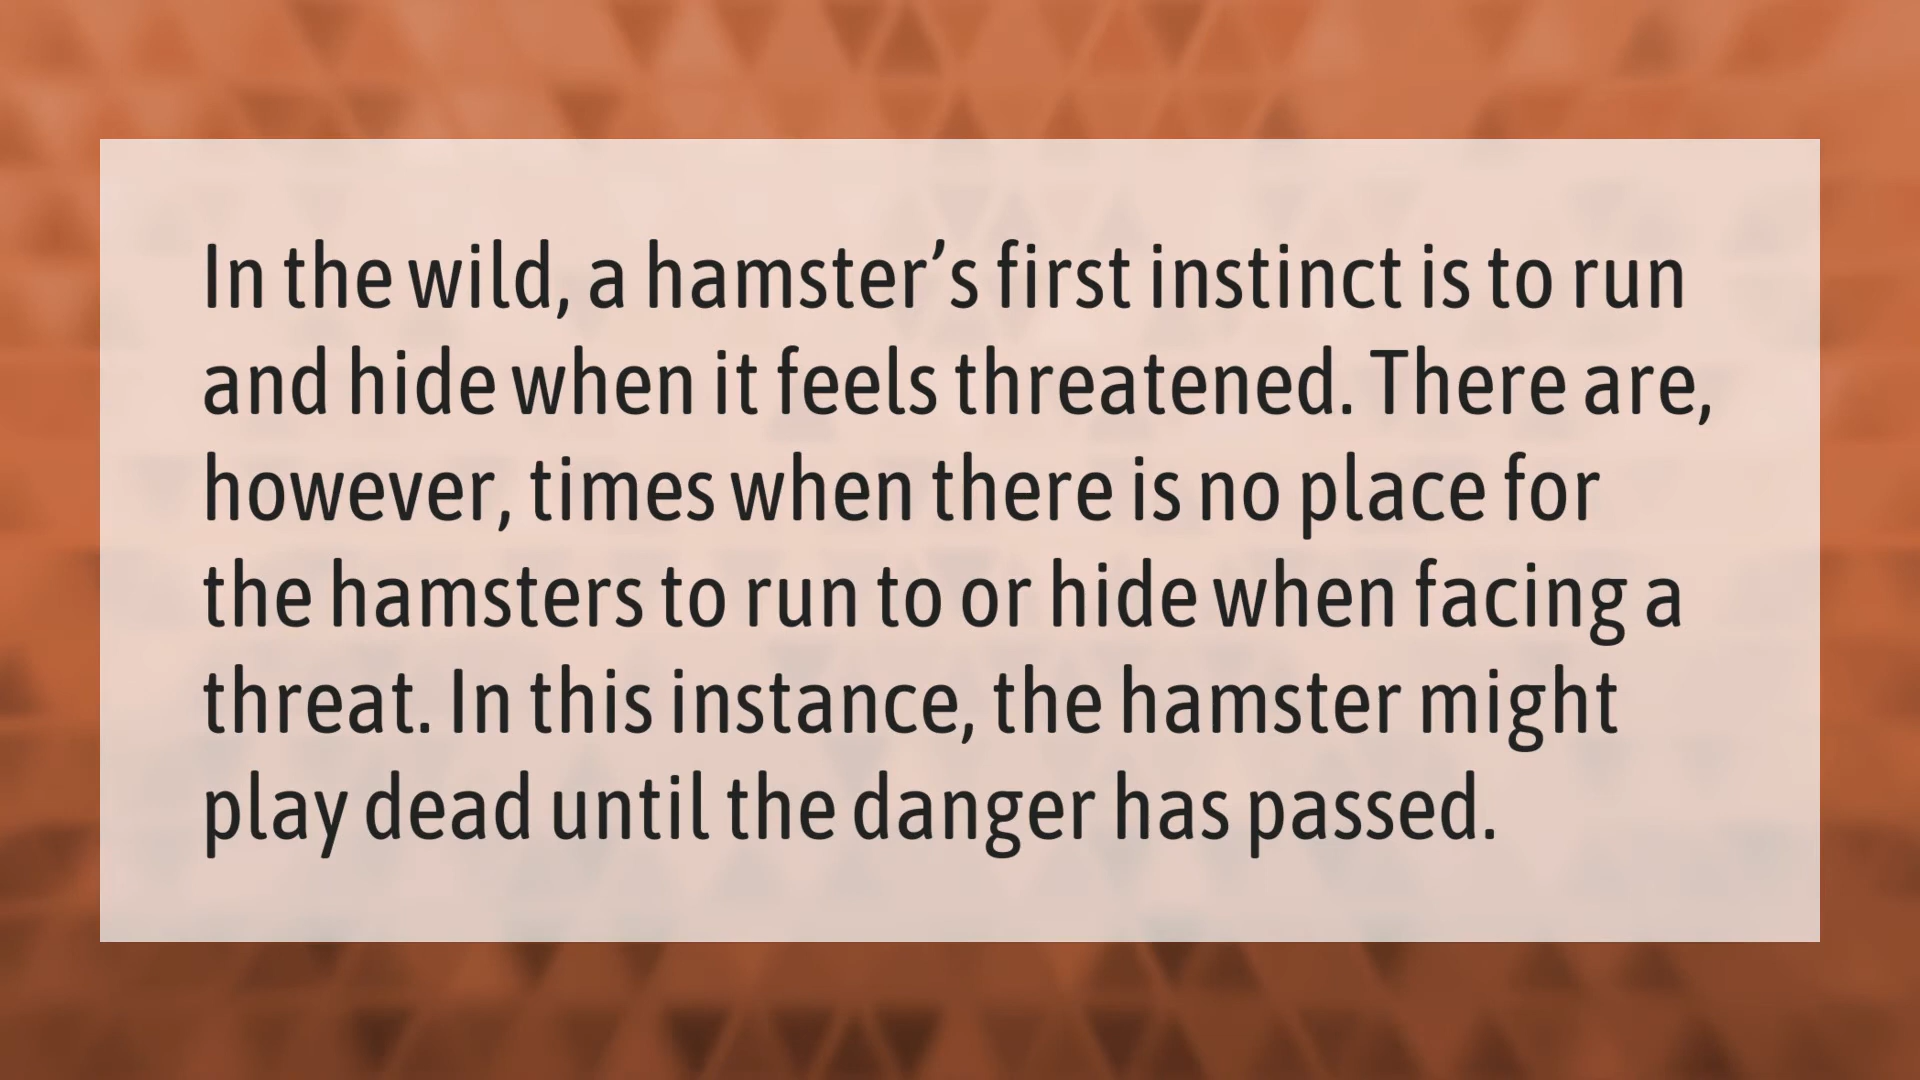 In the wild, a hamster’s first instinct is to run
and hide when it feels threatened. There are,
however, times when there is no place for
the hamsters to run to or hide when facing a
threat. In this instance, the hamster might
play dead until the danger has passed.